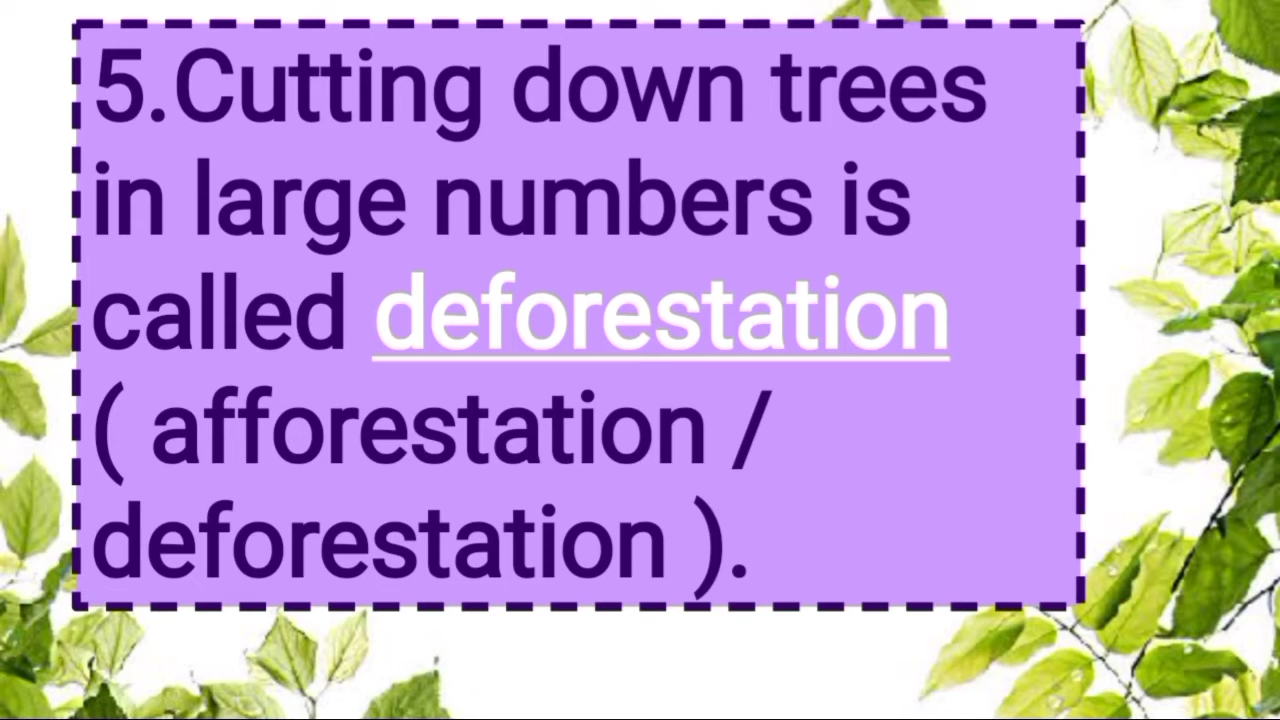 5.Cutting down trees
in large numbers is
called deforestation
( afforestation /
deforestation ).